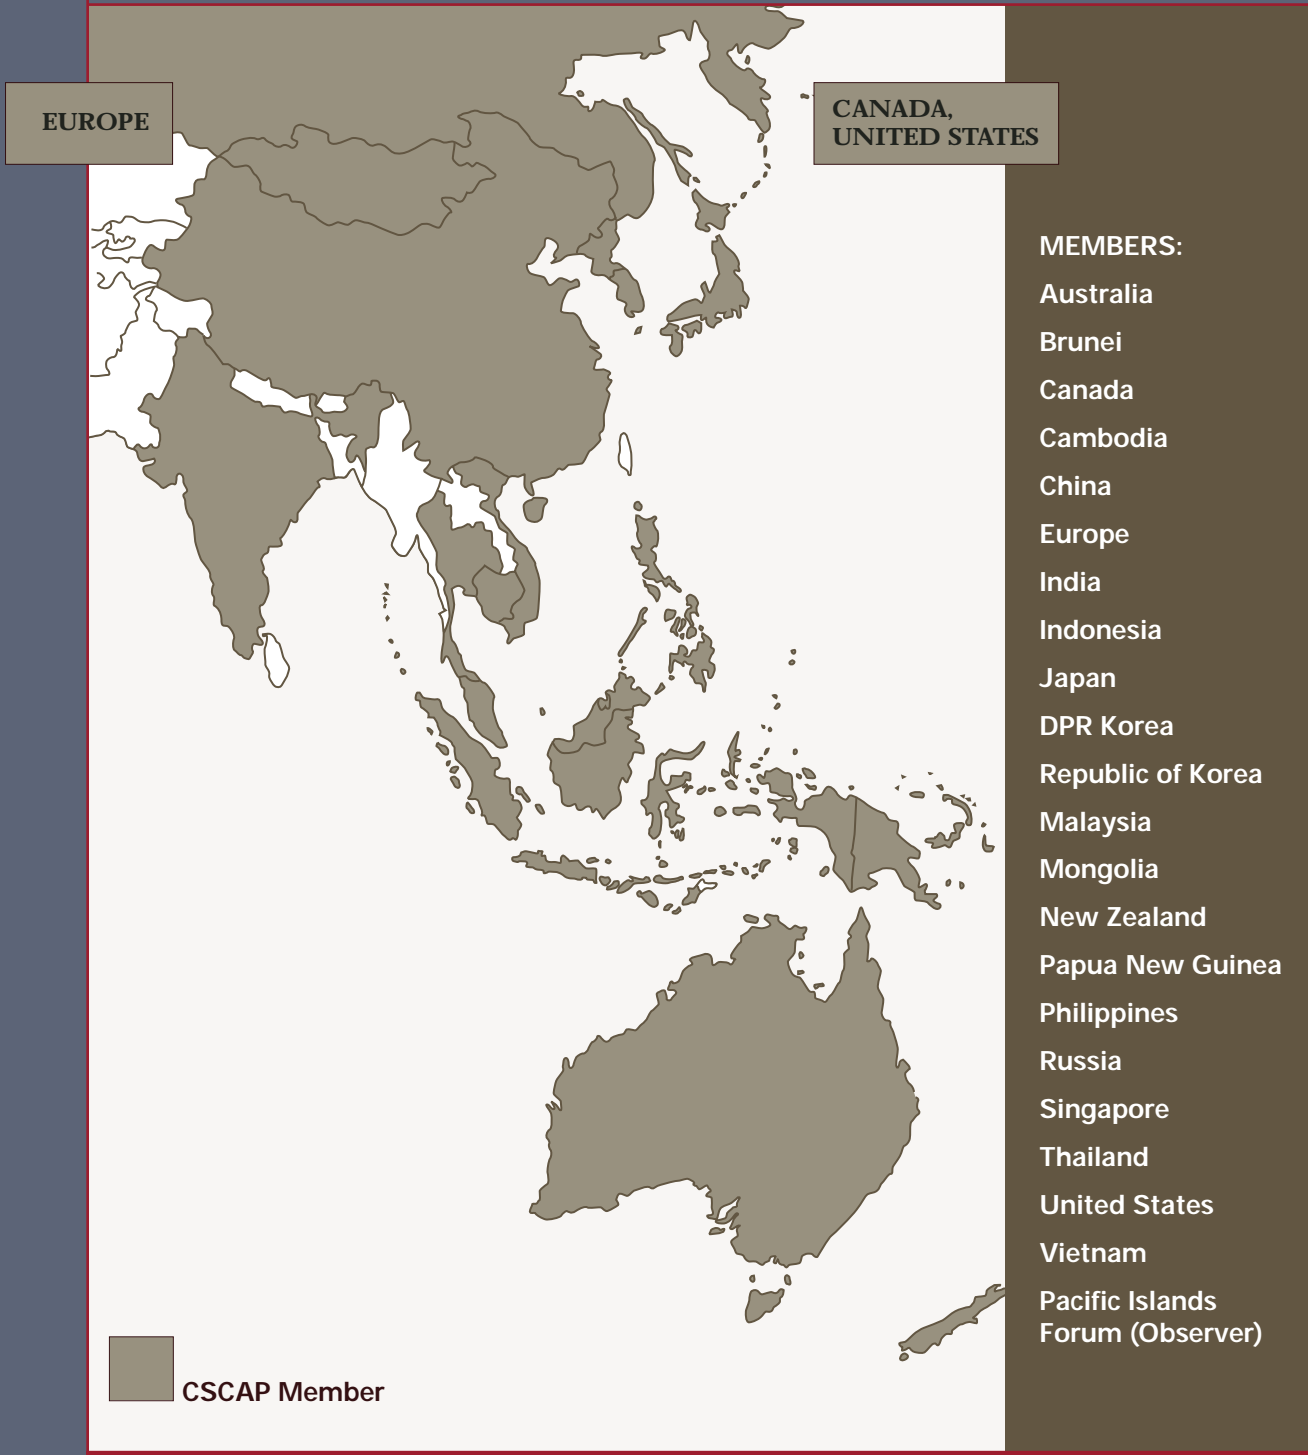 EUROPE
CANADA,
UNITED STATES
MEMBERS:
Australia
Brunei
Canada
Cambodia
China
Europe
India
Indonesia
Japan
DPR Korea
Republic of Korea
Malaysia
Mongolia
New Zealand
Papua New Guinea
Philippines
Russia
Singapore
Thailand
United States
Vietnam
Pacific Islands
Forum (Observer)
CSCAP Member